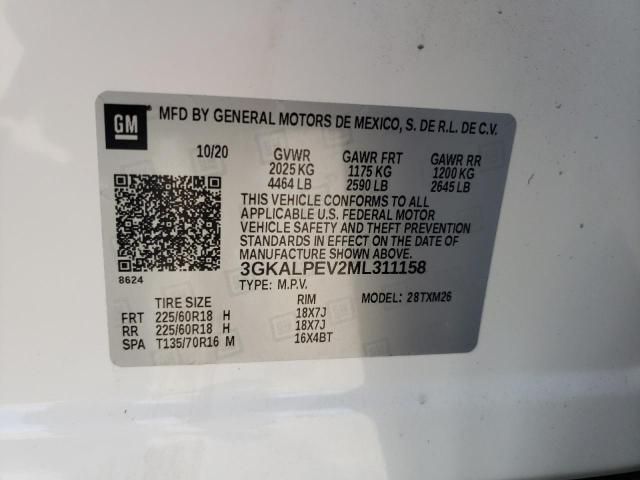 GM ® MFD BY GENERAL MOTORS DE MEXICO, S. DE R.L. DE C.V.
10/20 GVWR GAWR FRT GAWR RR
2025 KG 1175 KG 1200 KG
4464 LB 2590 LB 2645 LB
THIS VEHICLE CONFORMS TO ALL
APPLICABLE U.S. FEDERAL MOTOR
VEHICLE SAFETY AND THEFT PREVENTION
STANDARDS IN EFFECT ON THE DATE OF
MANUFACTURE SHOWN ABOVE.
8624 3GKALPEV2ML311158
TYPE: M.P.V. MODEL: 28TXM26
TIRE SIZE RIM
FRT 225/60R18 H 18X7J
RR 225/60R18 H 18X7J
SPA T135/70R16 M 16X4BT